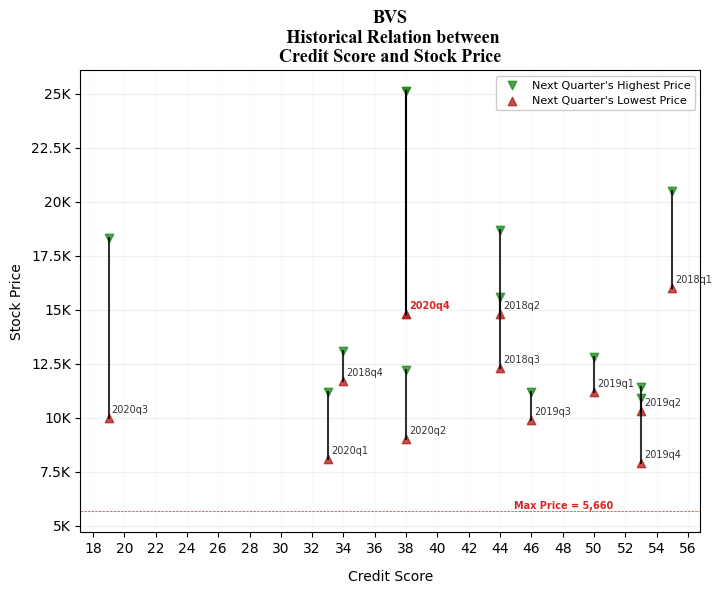 BVS
Historical Relation between
Credit Score and Stock Price
Next Quarter's Highest Price
Next Quarter's Lowest Price
25K
22.5K
20K
17.5K
15K
12.5K
10K
7.5K
5K
Stock Price
2018q1
2020q4
2018q2
2018q3
2018q4
2019q1
2019q2
2020q3
2019q3
2020q2
2020q1
2019q4
Max Price = 5,660
18 20 22 24 26 28 30 32 34 36 38 40 42 44 46 48 50 52 54 56
Credit Score